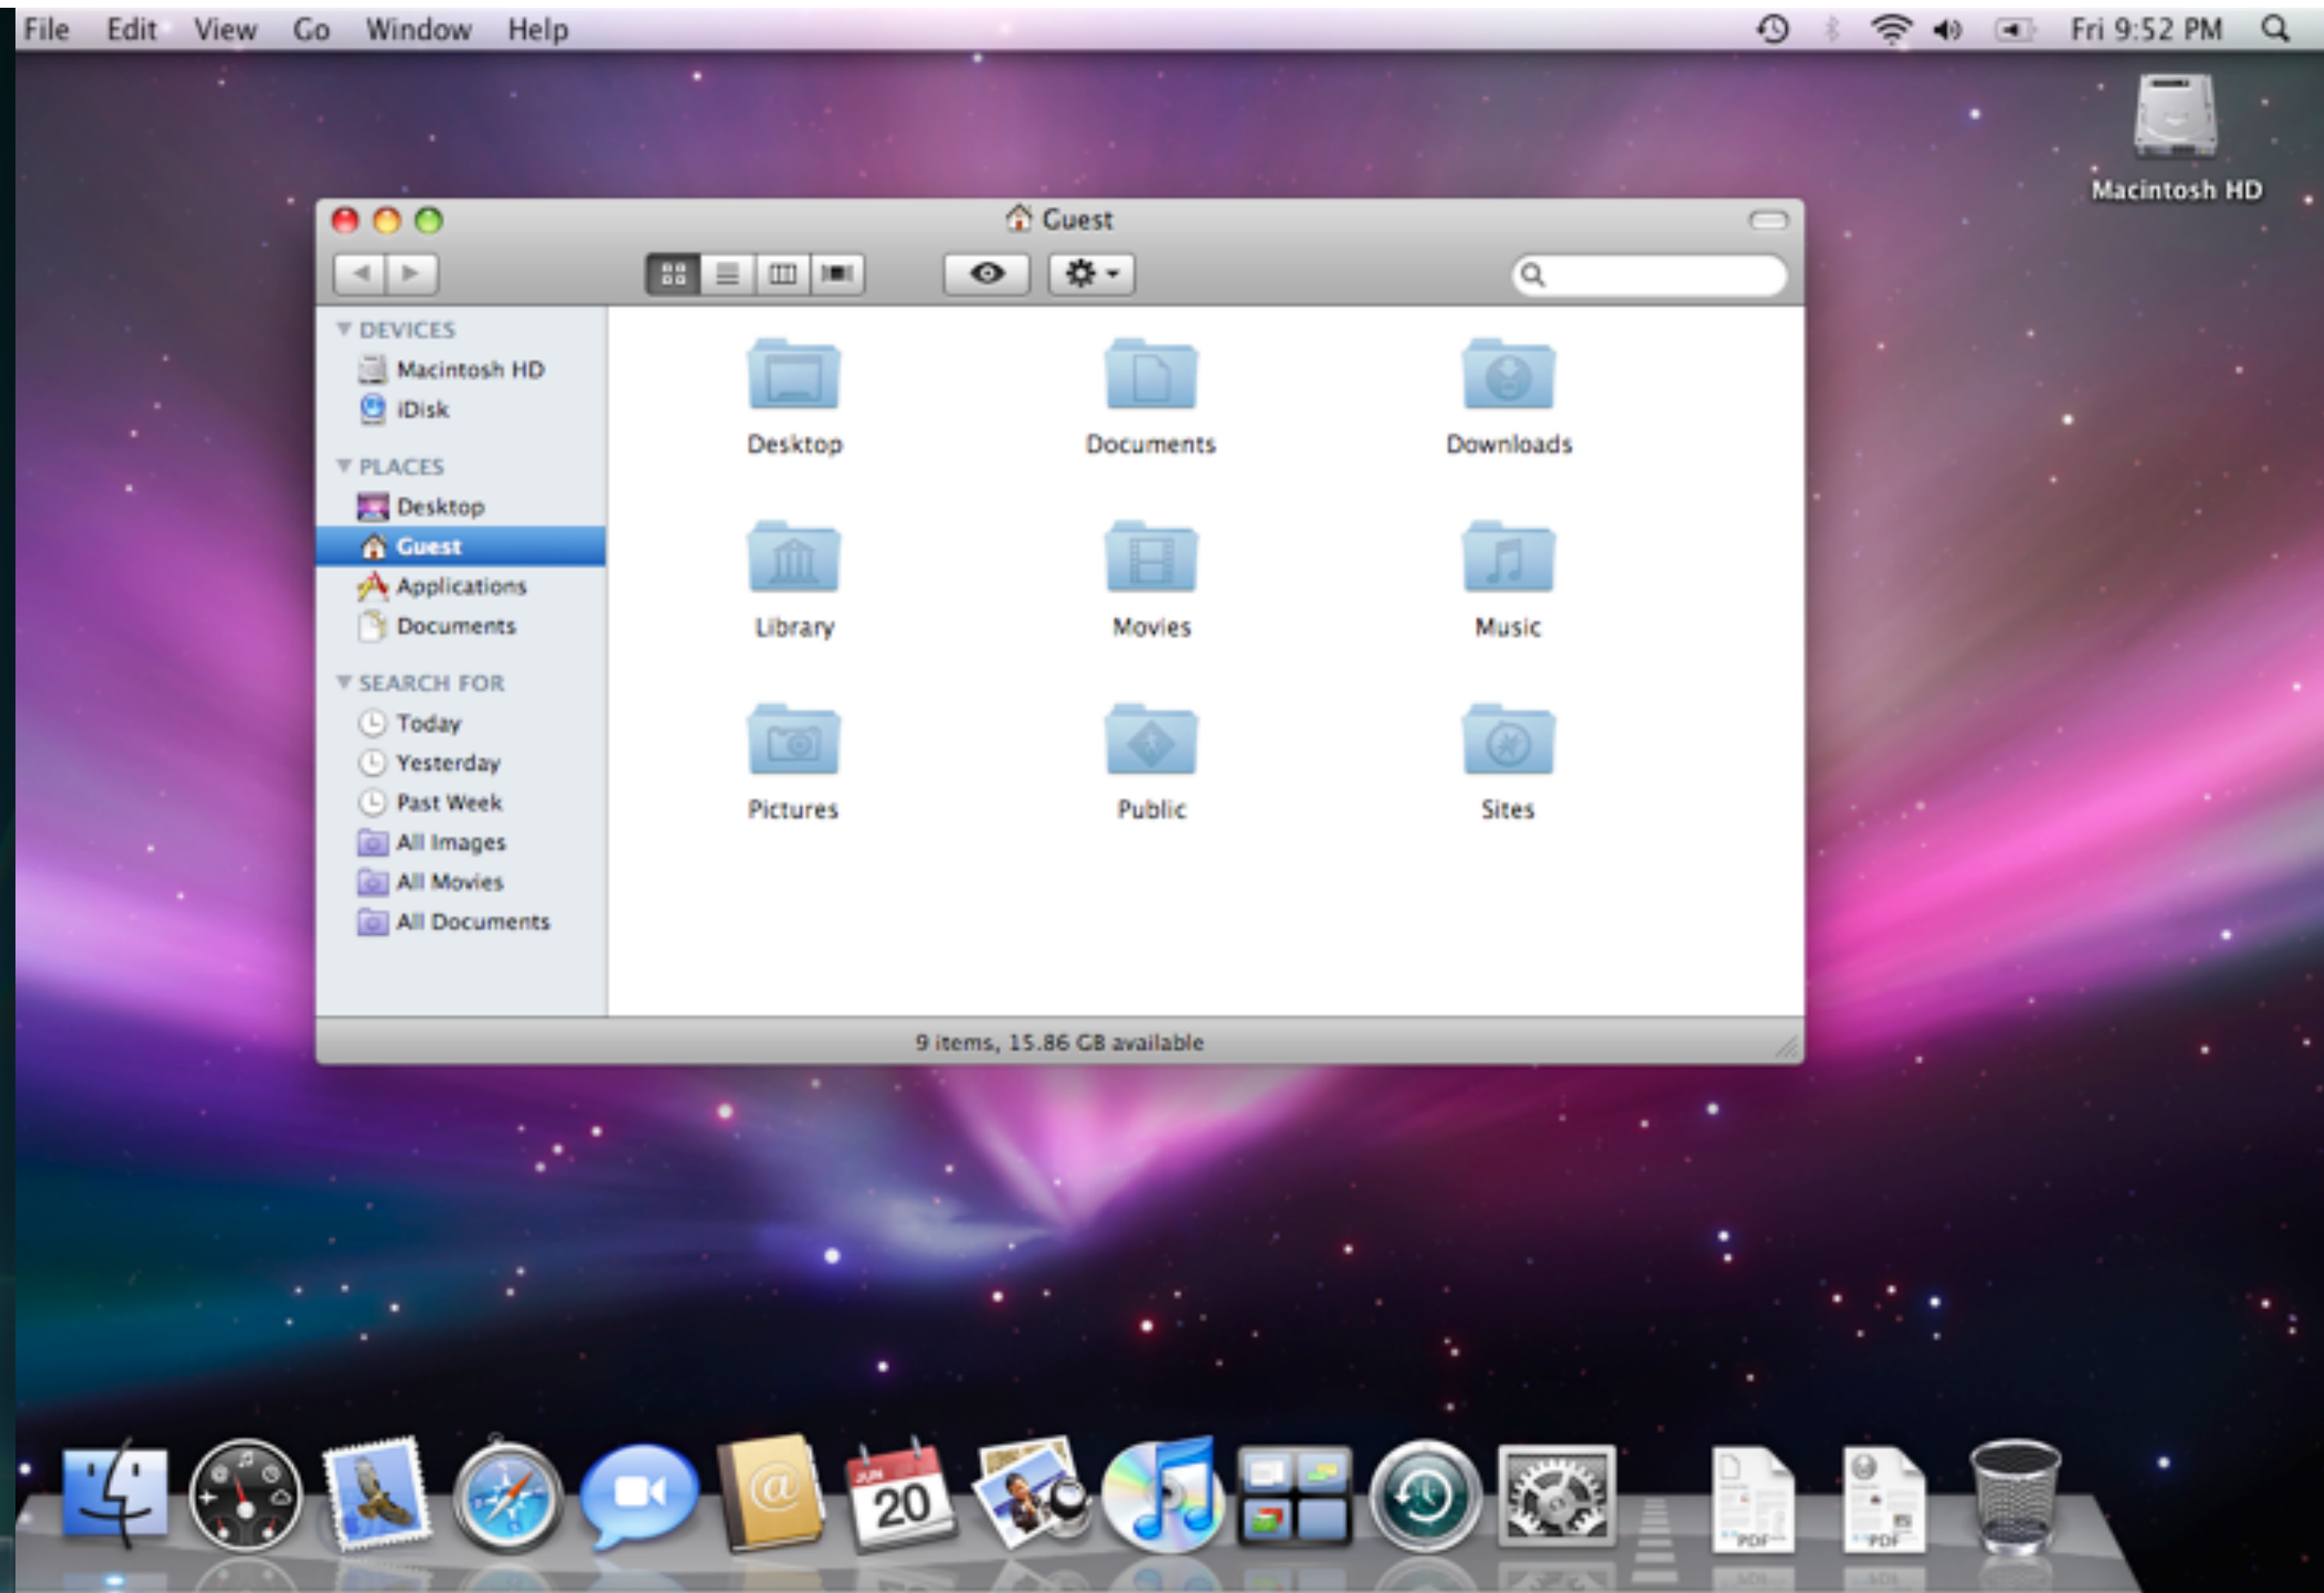 File Edit View Go Window Help Fri 9:52 PM
Macintosh HD
Guest
DEVICES
Macintosh HD
iDisk
PLACES
Desktop
Guest
Applications
Documents
SEARCH FOR
Today
Yesterday
Past Week
All Images
All Movies
All Documents
Desktop Documents Downloads
Library Movies Music
Pictures Public Sites
9 items, 15.86 GB available
@
JUN
20
PDF
PDF